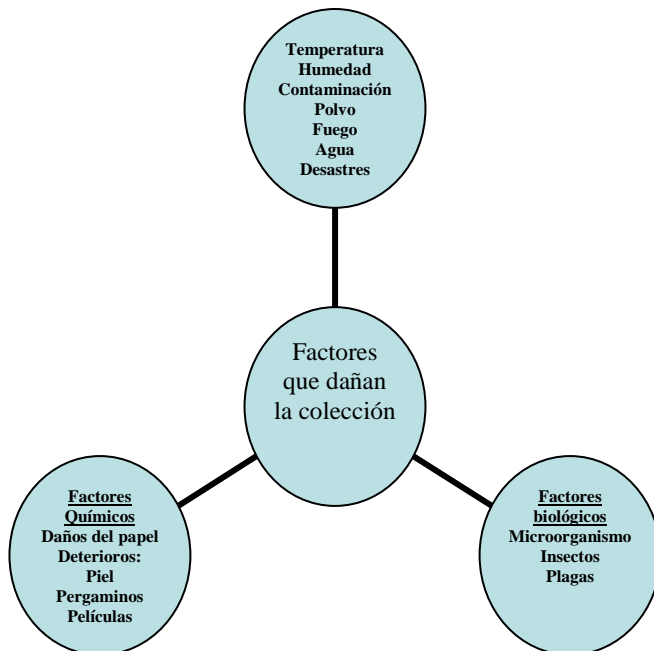 Temperatura
Humedad
Contaminación
Polvo
Fuego
Agua
Desastres
Factores
que dañan
la colección
Factores
Químicos
Daños del papel
Deterioros:
Piel
Pergaminos
Películas
Factores
biológicos
Microorganismo
Insectos
Plagas